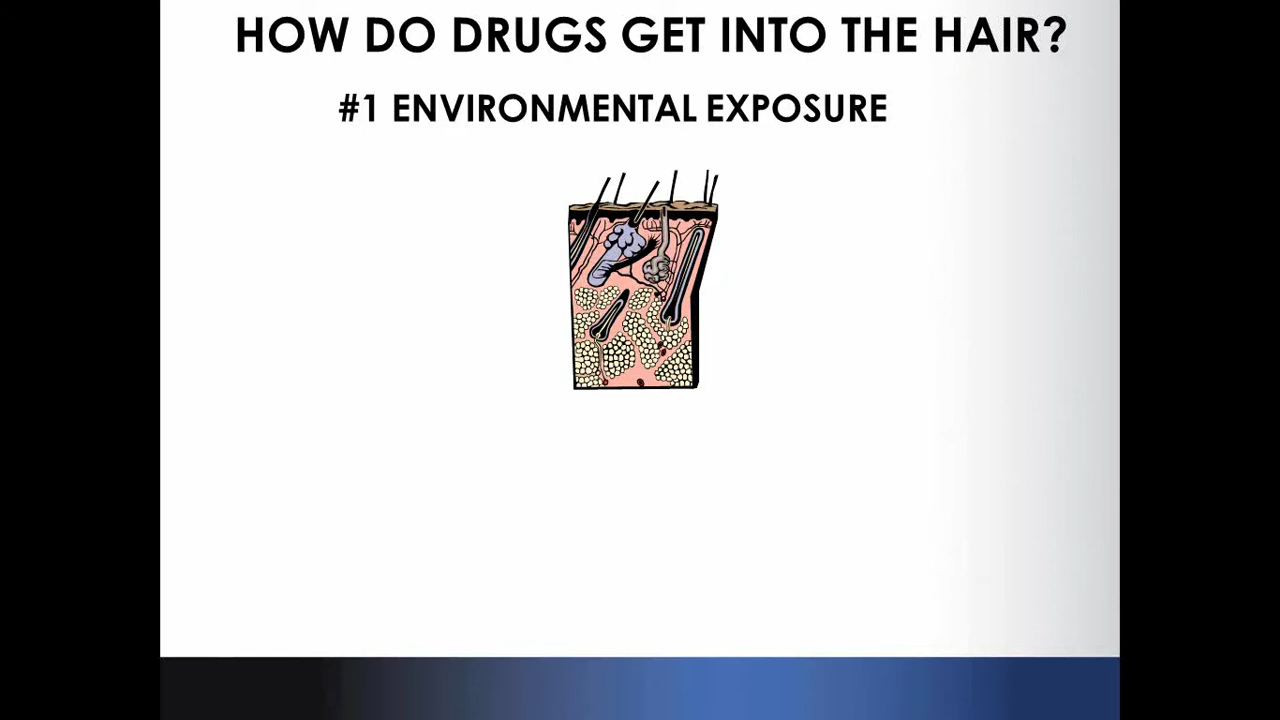 HOW DO DRUGS GET INTO THE HAIR?
#1 ENVIRONMENTAL EXPOSURE